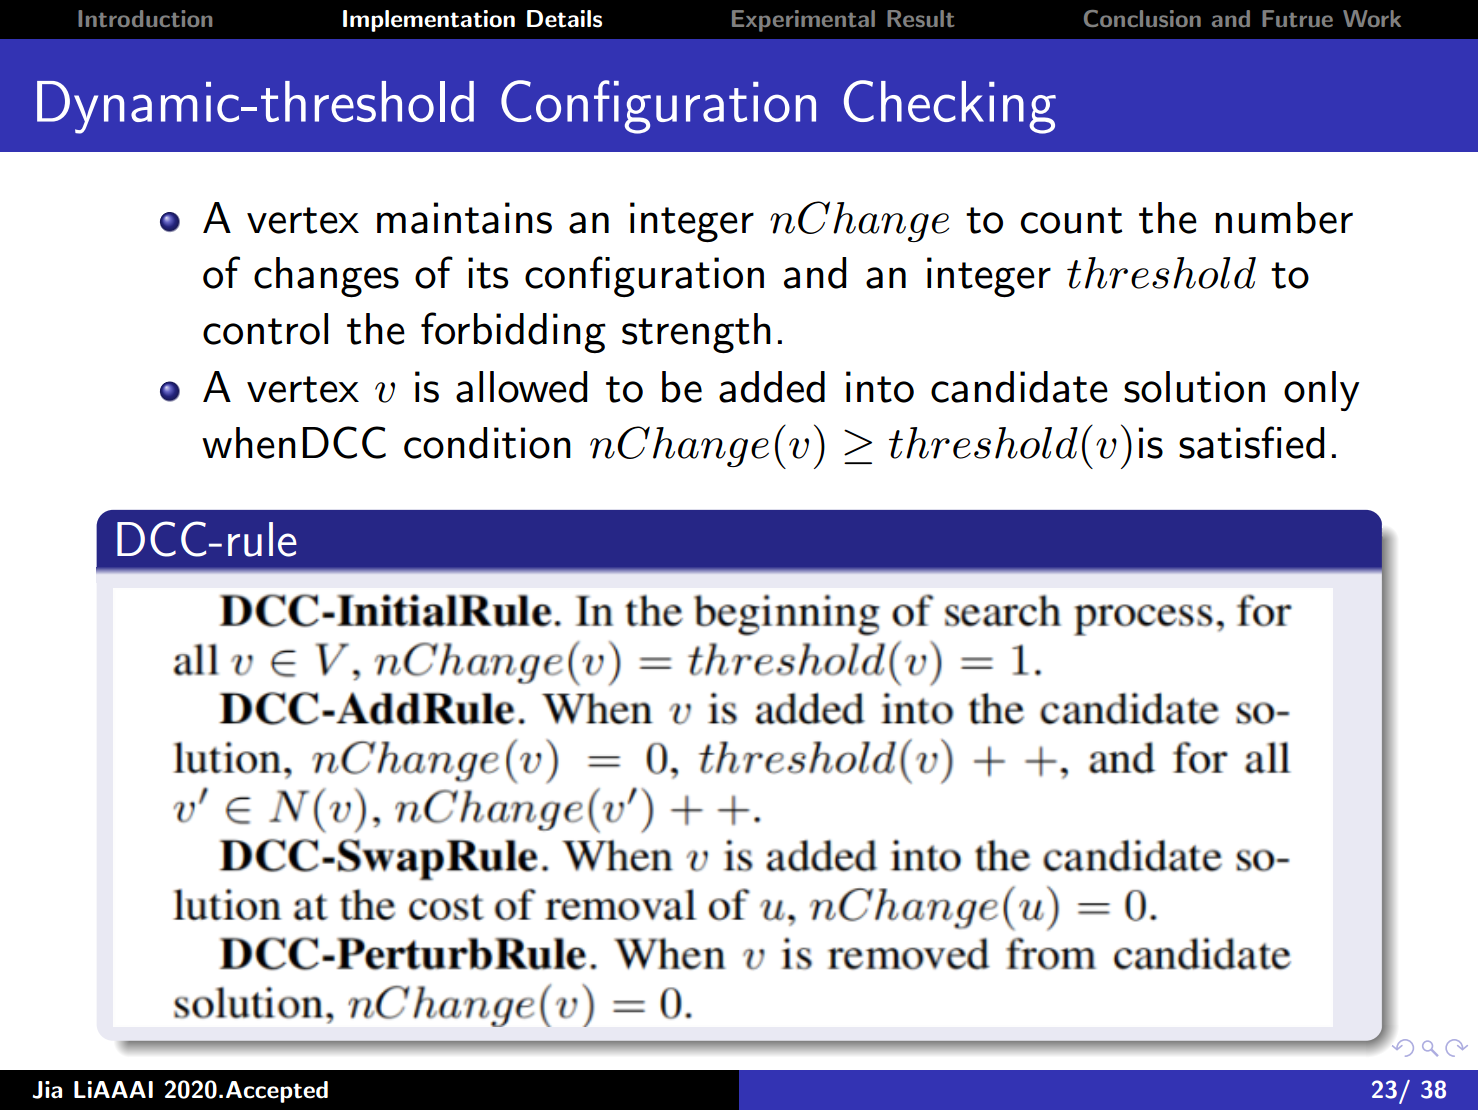 Introduction Implementation Details Experimental Result Conclusion and Futrue Work
Dynamic-threshold Configuration Checking
A vertex maintains an integer nChange to count the number
of changes of its configuration and an integer threshold to
control the forbidding strength.
A vertex v is allowed to be added into candidate solution only
whenDCC condition nChange(v) ≥ threshold(v)is satisfied.
DCC-rule
DCC-InitialRule. In the beginning of search process, for
all v ∈ V, nChange(v) = threshold(v) = 1.
DCC-AddRule. When v is added into the candidate so-
lution, nChange(v) = 0, threshold(v) + +, and for all
v′ ∈ N(v), nChange(v′) + +.
DCC-SwapRule. When v is added into the candidate so-
lution at the cost of removal of u, nChange(u) = 0.
DCC-PerturbRule. When v is removed from candidate
solution, nChange(v) = 0.
Jia LiAAAI 2020.Accepted 23/ 38